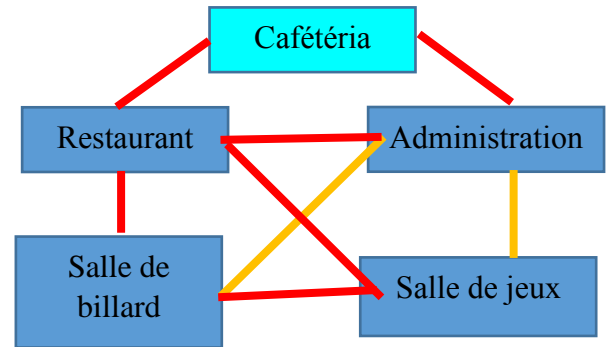 Cafétéria
Restaurant
Administration
Salle de
billard
Salle de jeux